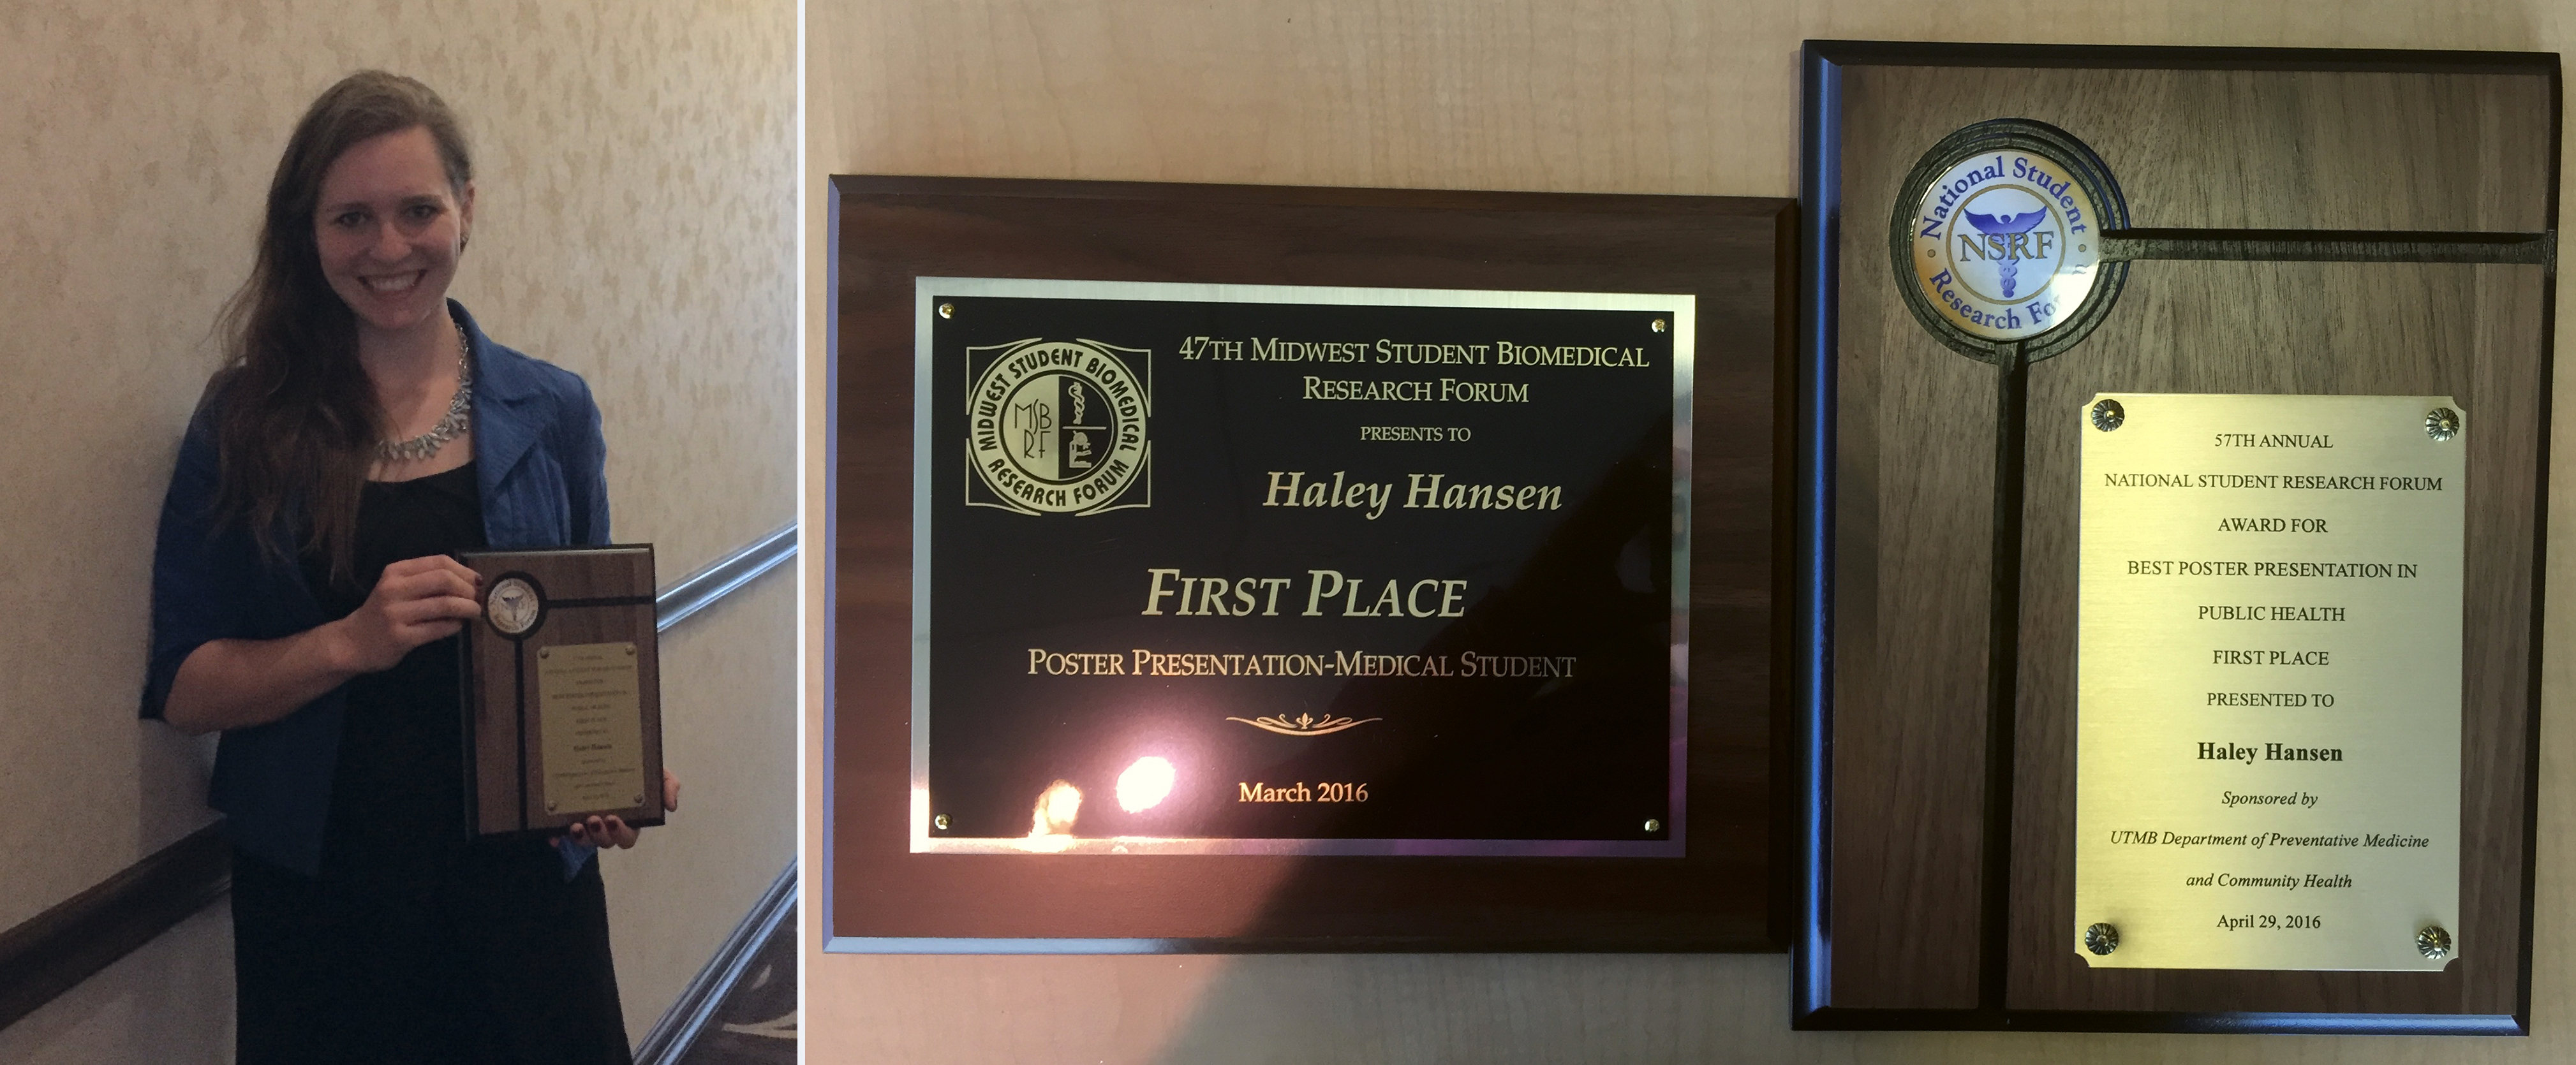 MIDWEST STUDENT BIOMEDICAL
RESEARCH FORUM
MSB
RF
47TH MIDWEST STUDENT BIOMEDICAL
RESEARCH FORUM
PRESENTS TO
Haley Hansen
FIRST PLACE
POSTER PRESENTATION-MEDICAL STUDENT
March 2016
National Student
NSRF
Research
57TH ANNUAL
NATIONAL STUDENT RESEARCH FORUM
AWARD FOR
BEST POSTER PRESENTATION IN
PUBLIC HEALTH
FIRST PLACE
PRESENTED TO
Haley Hansen
Sponsored by
UTMB Department of Preventative Medicine
and Community Health
April 29, 2016